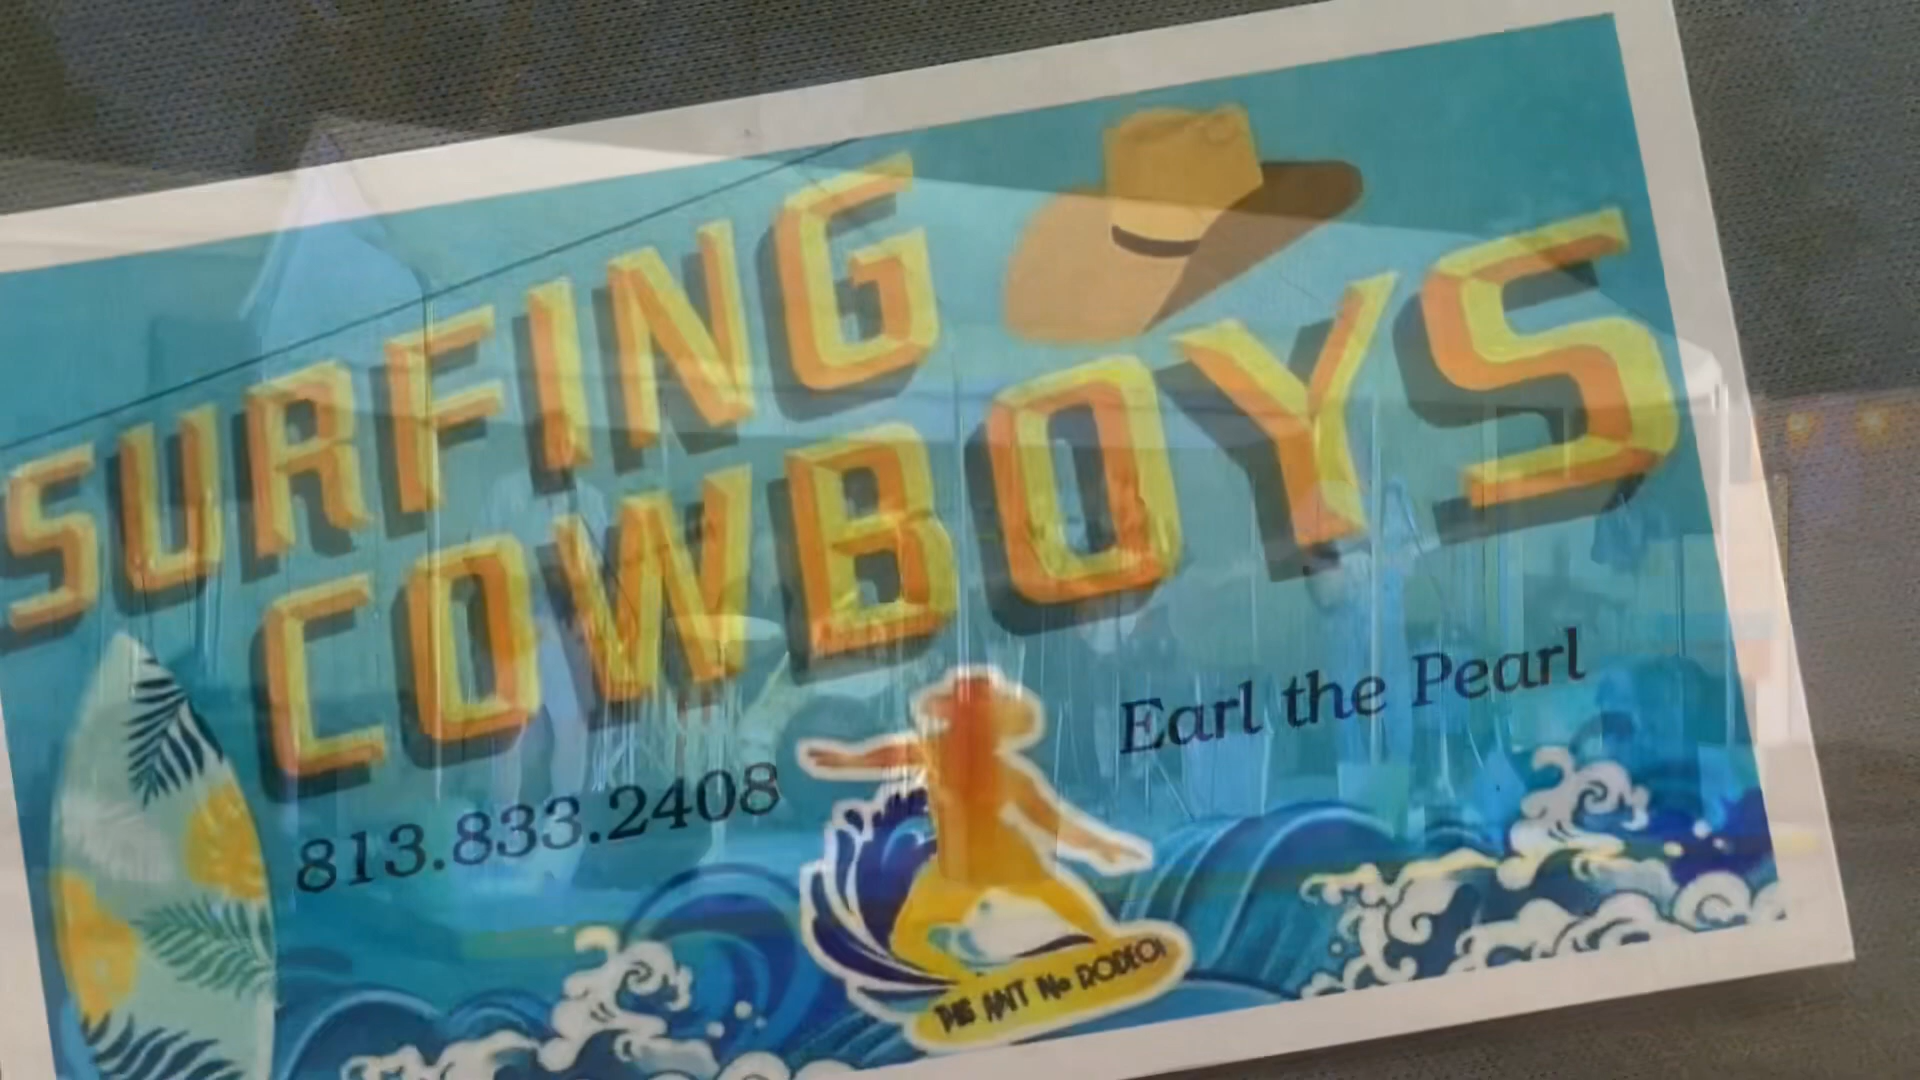 SURFING
COWBOYS
Earl the Pearl
813.833.2408
THIS AIN'T No RODEO!